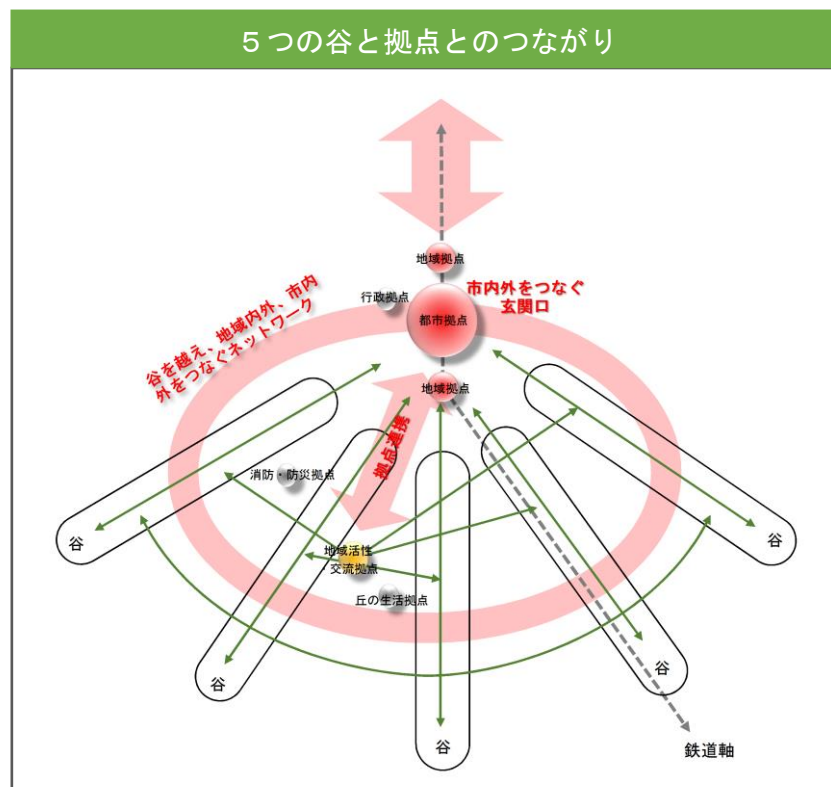 ５つの谷と拠点とのつながり
地域拠点
行政拠点
市内外をつなぐ
玄関口
都市拠点
谷を越え、地域内外、市内
外をつなぐネットワーク
地域拠点
拠点連携
消防・防災拠点
谷
谷
地域活性
・交流拠点
丘の生活拠点
谷
谷
谷
鉄道軸